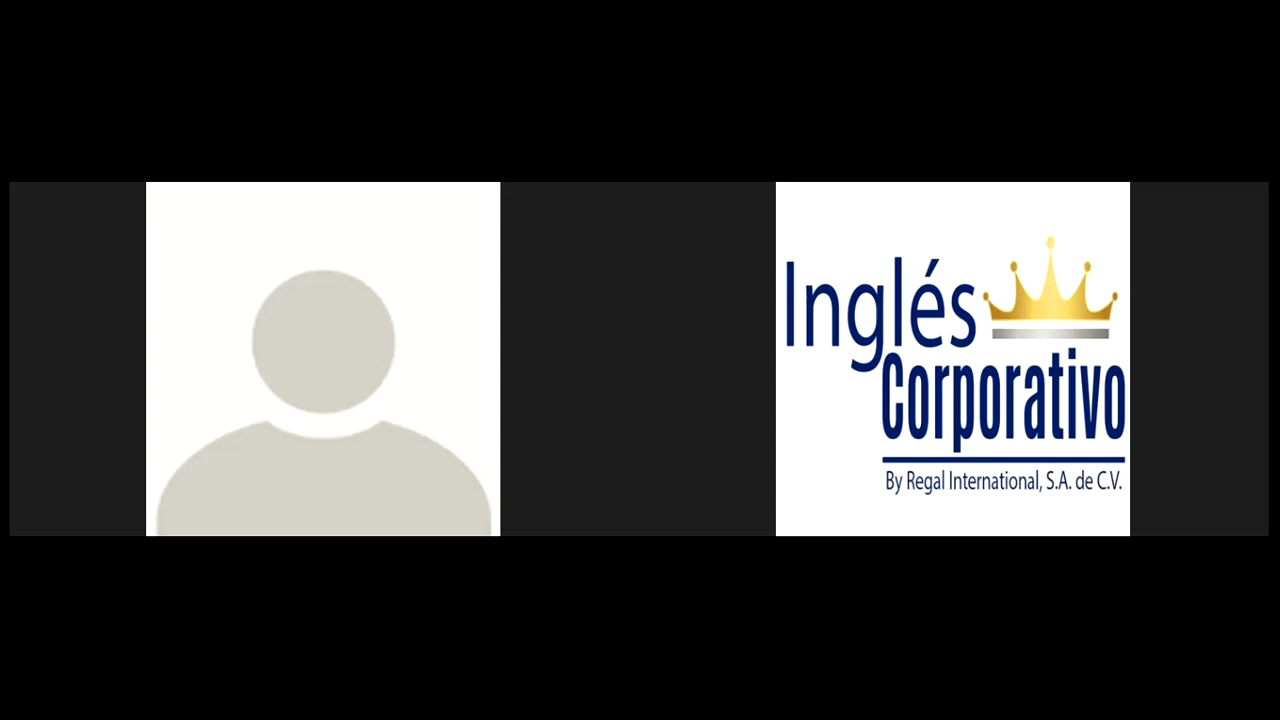 Inglés
Corporativo
By Regal International, S.A. de C.V.